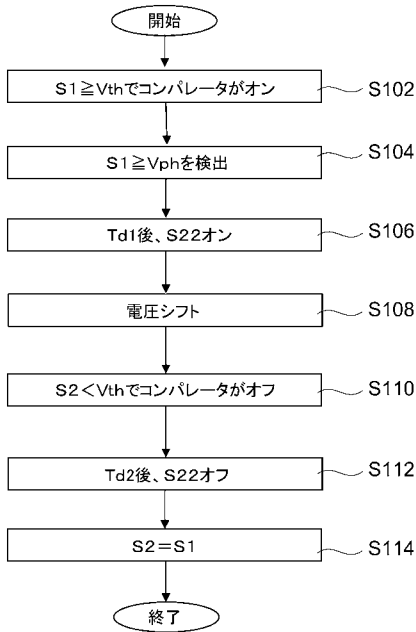 開始
S1≧Vthでコンパレータがオン
S102
S1≧Vphを検出
S104
Td1後、S22オン
S106
電圧シフト
S108
S2<Vthでコンパレータがオフ
S110
Td2後、S22オフ
S112
S2=S1
S114
終了